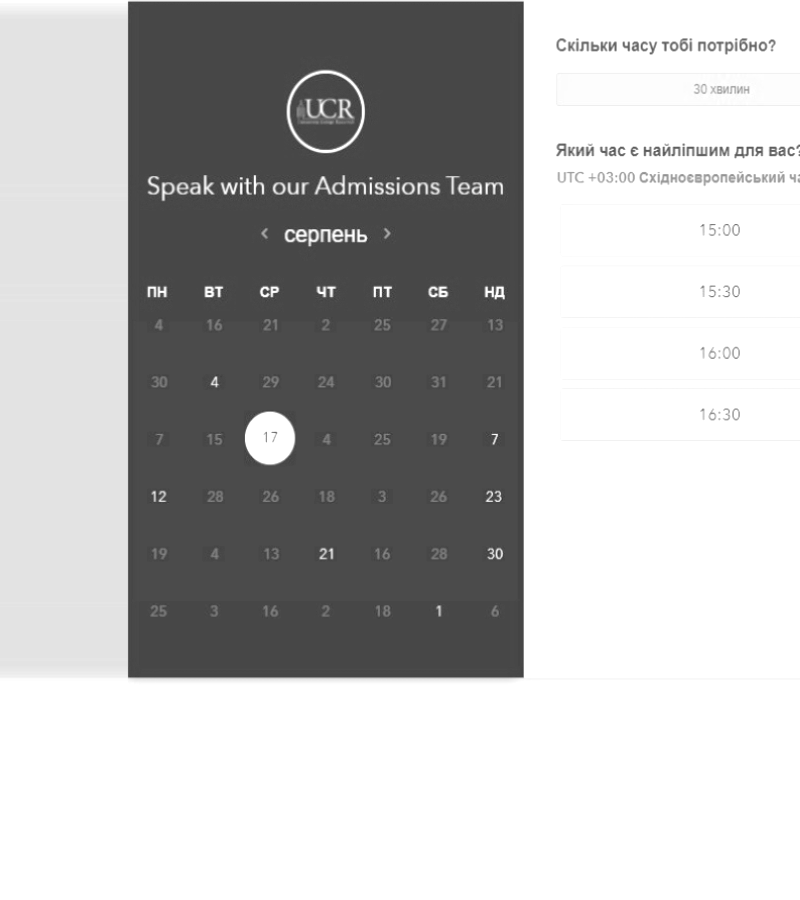 UCR
Speak with our Admissions Team
‹ серпень ›
ПН ВТ СР ЧТ ПТ СБ НД
4 16 21 2 25 27 13
30 4 29 24 30 31 21
7 15 17 4 25 19 7
12 28 26 18 3 26 23
19 4 13 21 16 28 30
25 3 16 2 18 1 6
Скільки часу тобі потрібно?
30 хвилин
Який час є найліпшим для вас?
UTC +03:00 Східноєвропейський ча
15:00
15:30
16:00
16:30